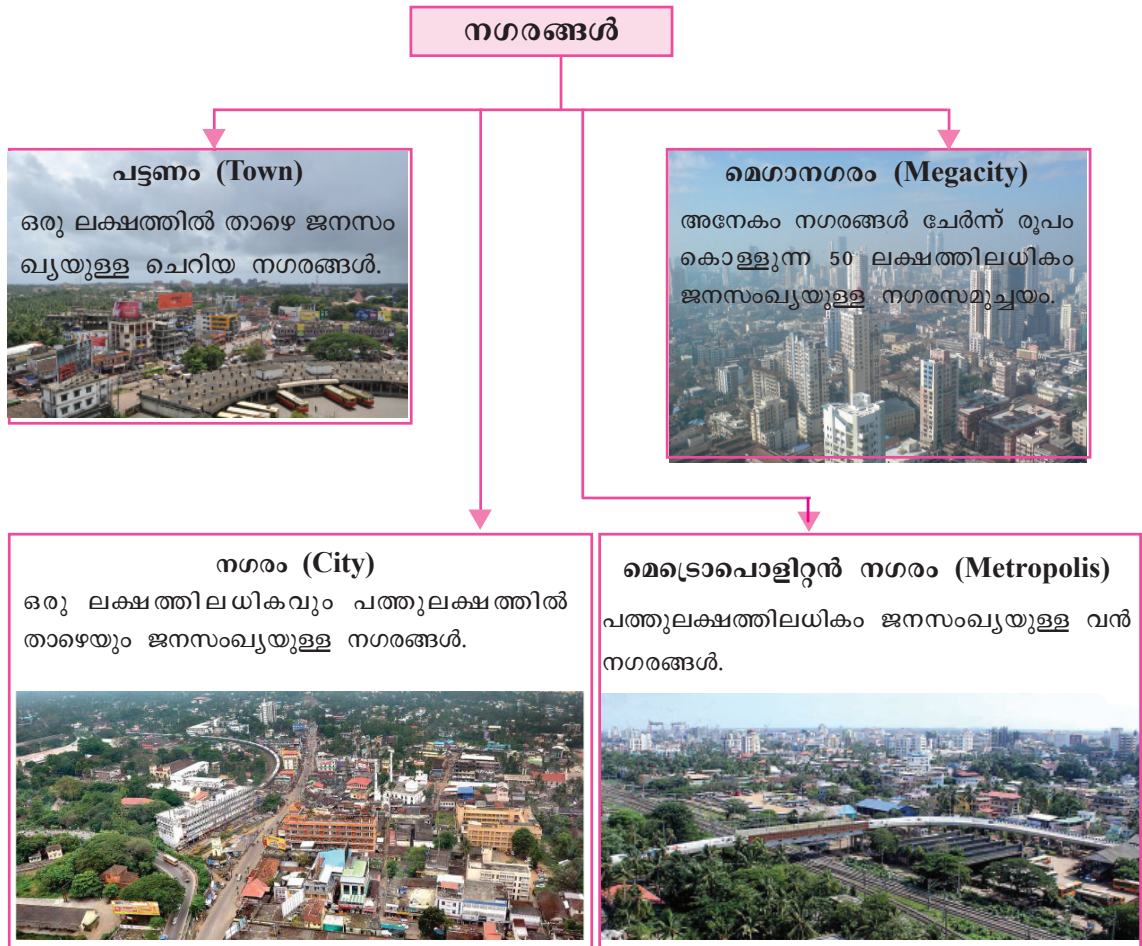 നഗരങ്ങൾ
പട്ടണം (Town)
ഒരു ലക്ഷത്തിൽ താഴെ ജനസം
ഖ്യയുള്ള ചെറിയ നഗരങ്ങൾ.
മെഗാനഗരം (Megacity)
അനേകം നഗരങ്ങൾ ചേർന്ന് രൂപം
കൊള്ളുന്ന 50 ലക്ഷത്തിലധികം
ജനസംഖ്യയുള്ള നഗരസമുച്ചയം.
നഗരം (City)
ഒരു ലക്ഷത്തിലധികവും പത്തുലക്ഷത്തിൽ
താഴെയും ജനസംഖ്യയുള്ള നഗരങ്ങൾ.
മെട്രൊപൊളിറ്റൻ നഗരം (Metropolis)
പത്തുലക്ഷത്തിലധികം ജനസംഖ്യയുള്ള വൻ
നഗരങ്ങൾ.